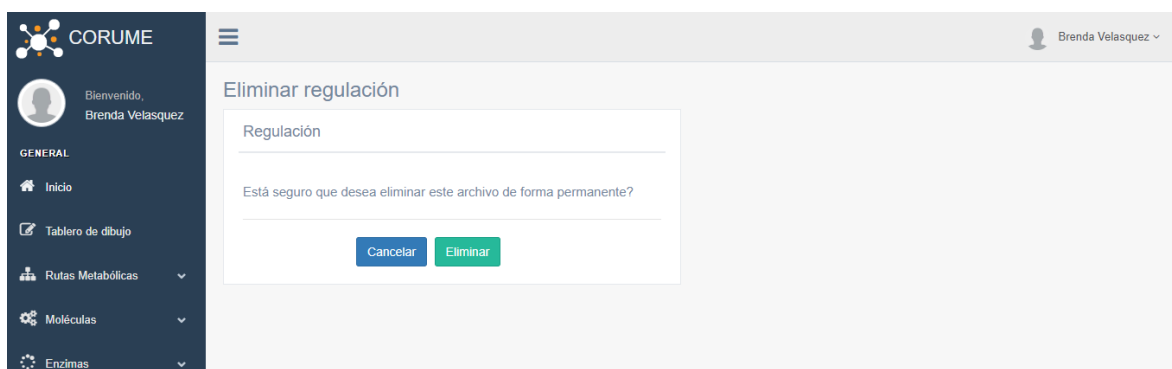 CORUME
Brenda Velasquez
Bienvenido,
Brenda Velasquez
GENERAL
Inicio
Tablero de dibujo
Rutas Metabólicas
Moléculas
Enzimas
Eliminar regulación
Regulación
Está seguro que desea eliminar este archivo de forma permanente?
Cancelar Eliminar